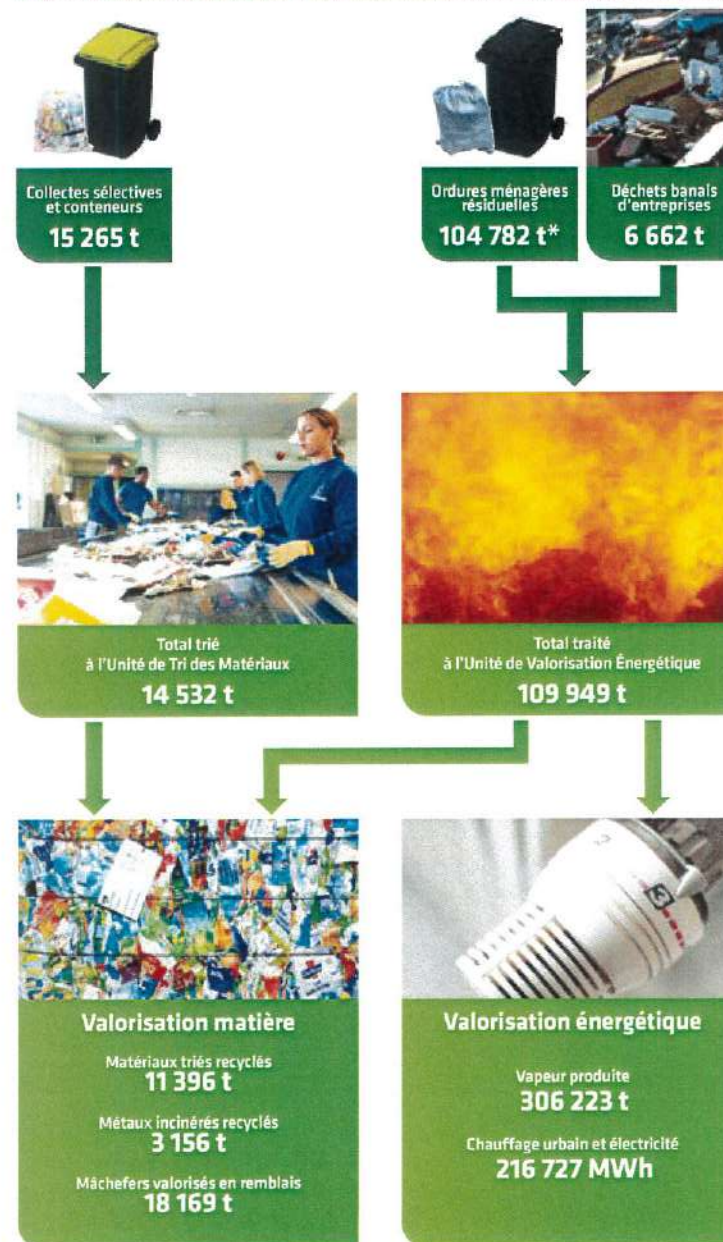 Collectes sélectives
et conteneurs
15 265 t
Ordures ménagères
résiduelles
104 782 t*
Déchets banals
d'entreprises
6 662 t
Total trié
à l'Unité de Tri des Matériaux
14 532 t
Total traité
à l'Unité de Valorisation Énergétique
109 949 t
Valorisation matière
Matériaux triés recyclés
11 396 t
Métaux incinérés recyclés
3 156 t
Mâchefers valorisés en remblais
18 169 t
Valorisation énergétique
Vapeur produite
306 223 t
Chauffage urbain et électricité
216 727 MWh